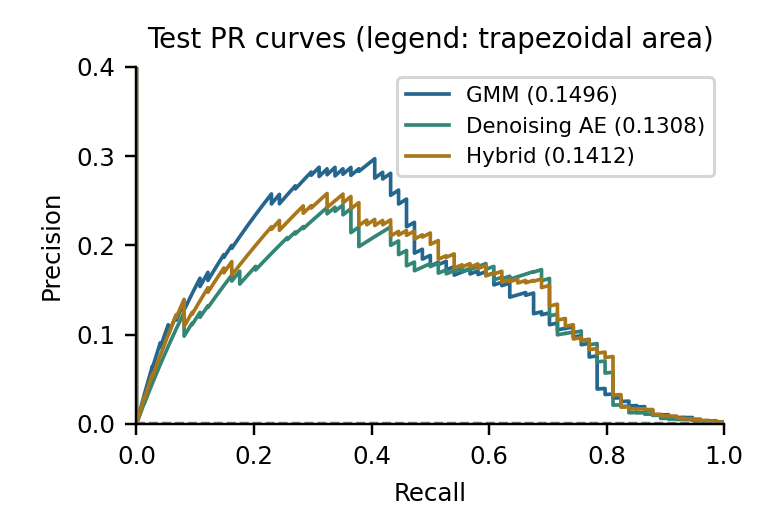 Test PR curves (legend: trapezoidal area)
GMM (0.1496)
Denoising AE (0.1308)
Hybrid (0.1412)
Precision
0.4
0.3
0.2
0.1
0.0
0.0 0.2 0.4 0.6 0.8 1.0
Recall